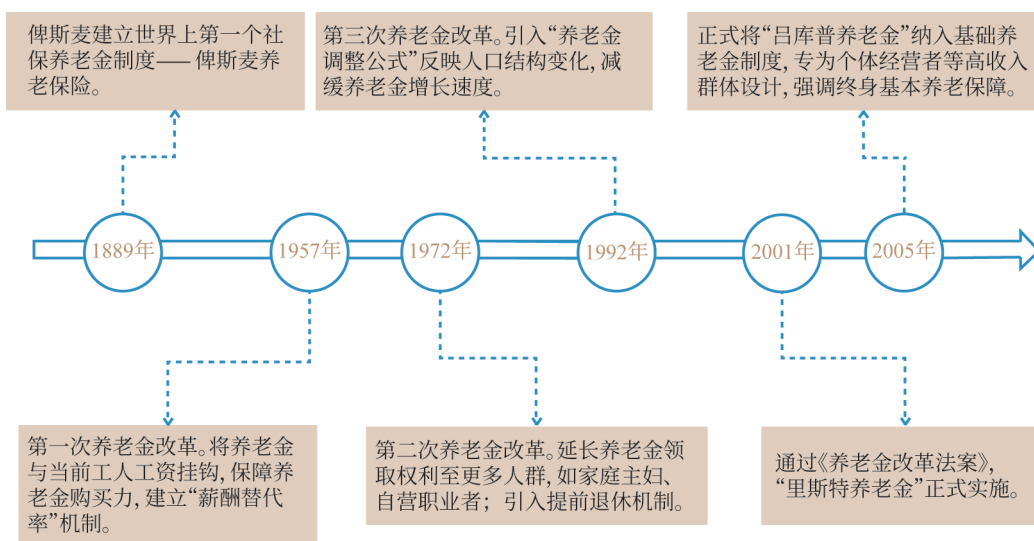 俾斯麦建立世界上第一个社
保养老金制度——俾斯麦养
老保险。
第三次养老金改革。引入“养老金
调整公式”反映人口结构变化, 减
缓养老金增长速度。
正式将“吕库普养老金”纳入基础养
老金制度, 专为个体经营者等高收入
群体设计, 强调终身基本养老保障。
1889年
1957年
1972年
1992年
2001年
2005年
第一次养老金改革。将养老金
与当前工人工资挂钩, 保障养
老金购买力, 建立“薪酬替代
率”机制。
第二次养老金改革。延长养老金领
取权利至更多人群, 如家庭主妇、
自营职业者； 引入提前退休机制。
通过《养老金改革法案》,
“里斯特养老金”正式实施。